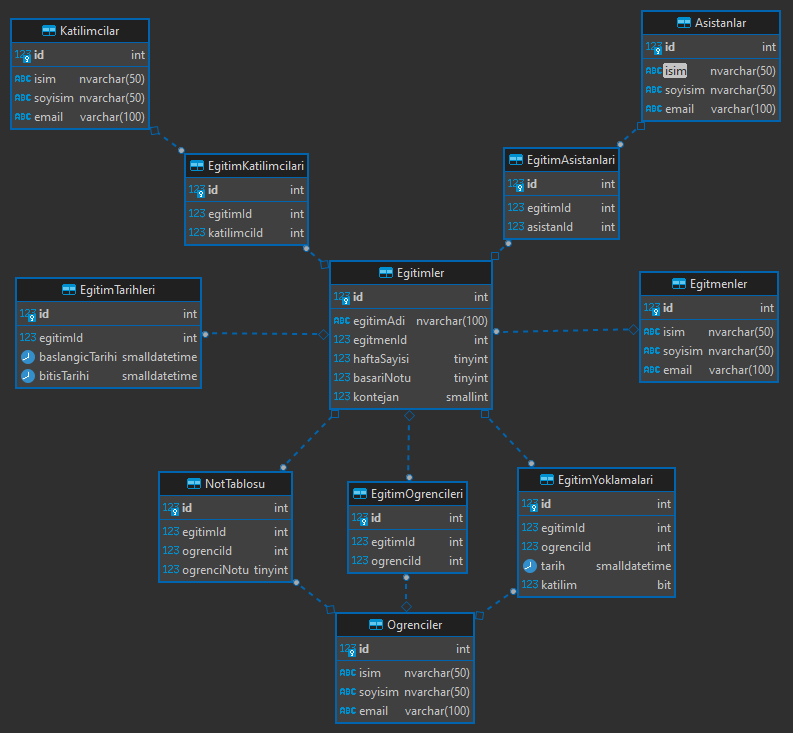 Katilimcilar
123 id int
ABC isim nvarchar(50)
ABC soyisim nvarchar(50)
ABC email varchar(100)
Asistanlar
123 id int
ABC isim nvarchar(50)
ABC soyisim nvarchar(50)
ABC email varchar(100)
EgitimKatilimcilari
123 id int
123 egitimId int
123 katilimciId int
EgitimAsistanlari
123 id int
123 egitimId int
123 asistanId int
EgitimTarihleri
123 id int
123 egitimId int
baslangicTarihi smalldatetime
bitisTarihi smalldatetime
Egitimler
123 id int
ABC egitimAdi nvarchar(100)
123 egitmenId int
123 haftaSayisi tinyint
123 basariNotu tinyint
123 kontejan smallint
Egitmenler
123 id int
ABC isim nvarchar(50)
ABC soyisim nvarchar(50)
ABC email varchar(100)
NotTablosu
123 id int
123 egitimId int
123 ogrenciId int
123 ogrenciNotu tinyint
EgitimOgrencileri
123 id int
123 egitimId int
123 ogrenciId int
EgitimYoklamalari
123 id int
123 egitimId int
123 ogrenciId int
tarih smalldatetime
123 katilim bit
Ogrenciler
123 id int
ABC isim nvarchar(50)
ABC soyisim nvarchar(50)
ABC email varchar(100)